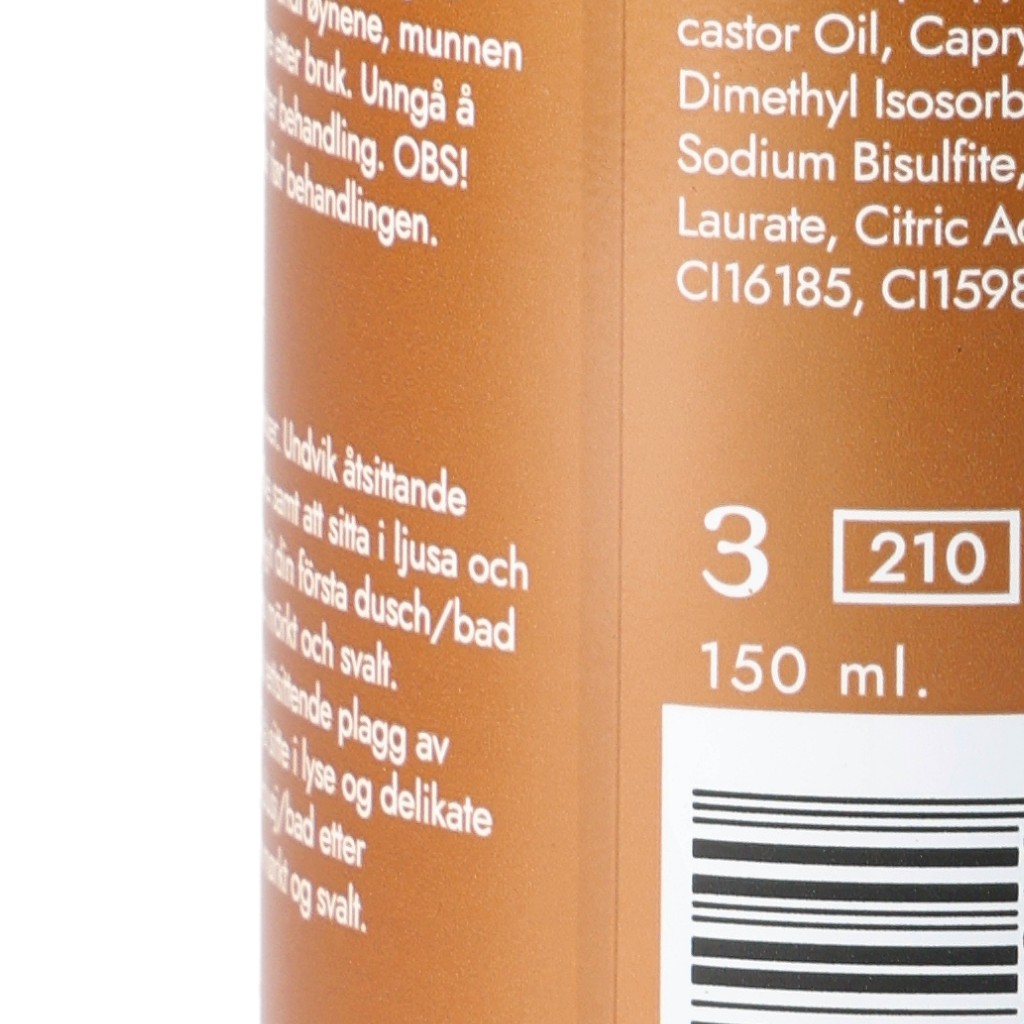 øynene, munnen
etter bruk. Unngå å
behandling. OBS!
før behandlingen.
Undvik åtsittande
samt att sitta i ljusa och
din första dusch/bad
mörkt och svalt.
plagg av
sitte i lyse og delikate
/bad etter
og svalt.
castor Oil, Capry
Dimethyl Isosorb
Sodium Bisulfite,
Laurate, Citric Ac
CI16185, CI1598
3 210
150 ml.